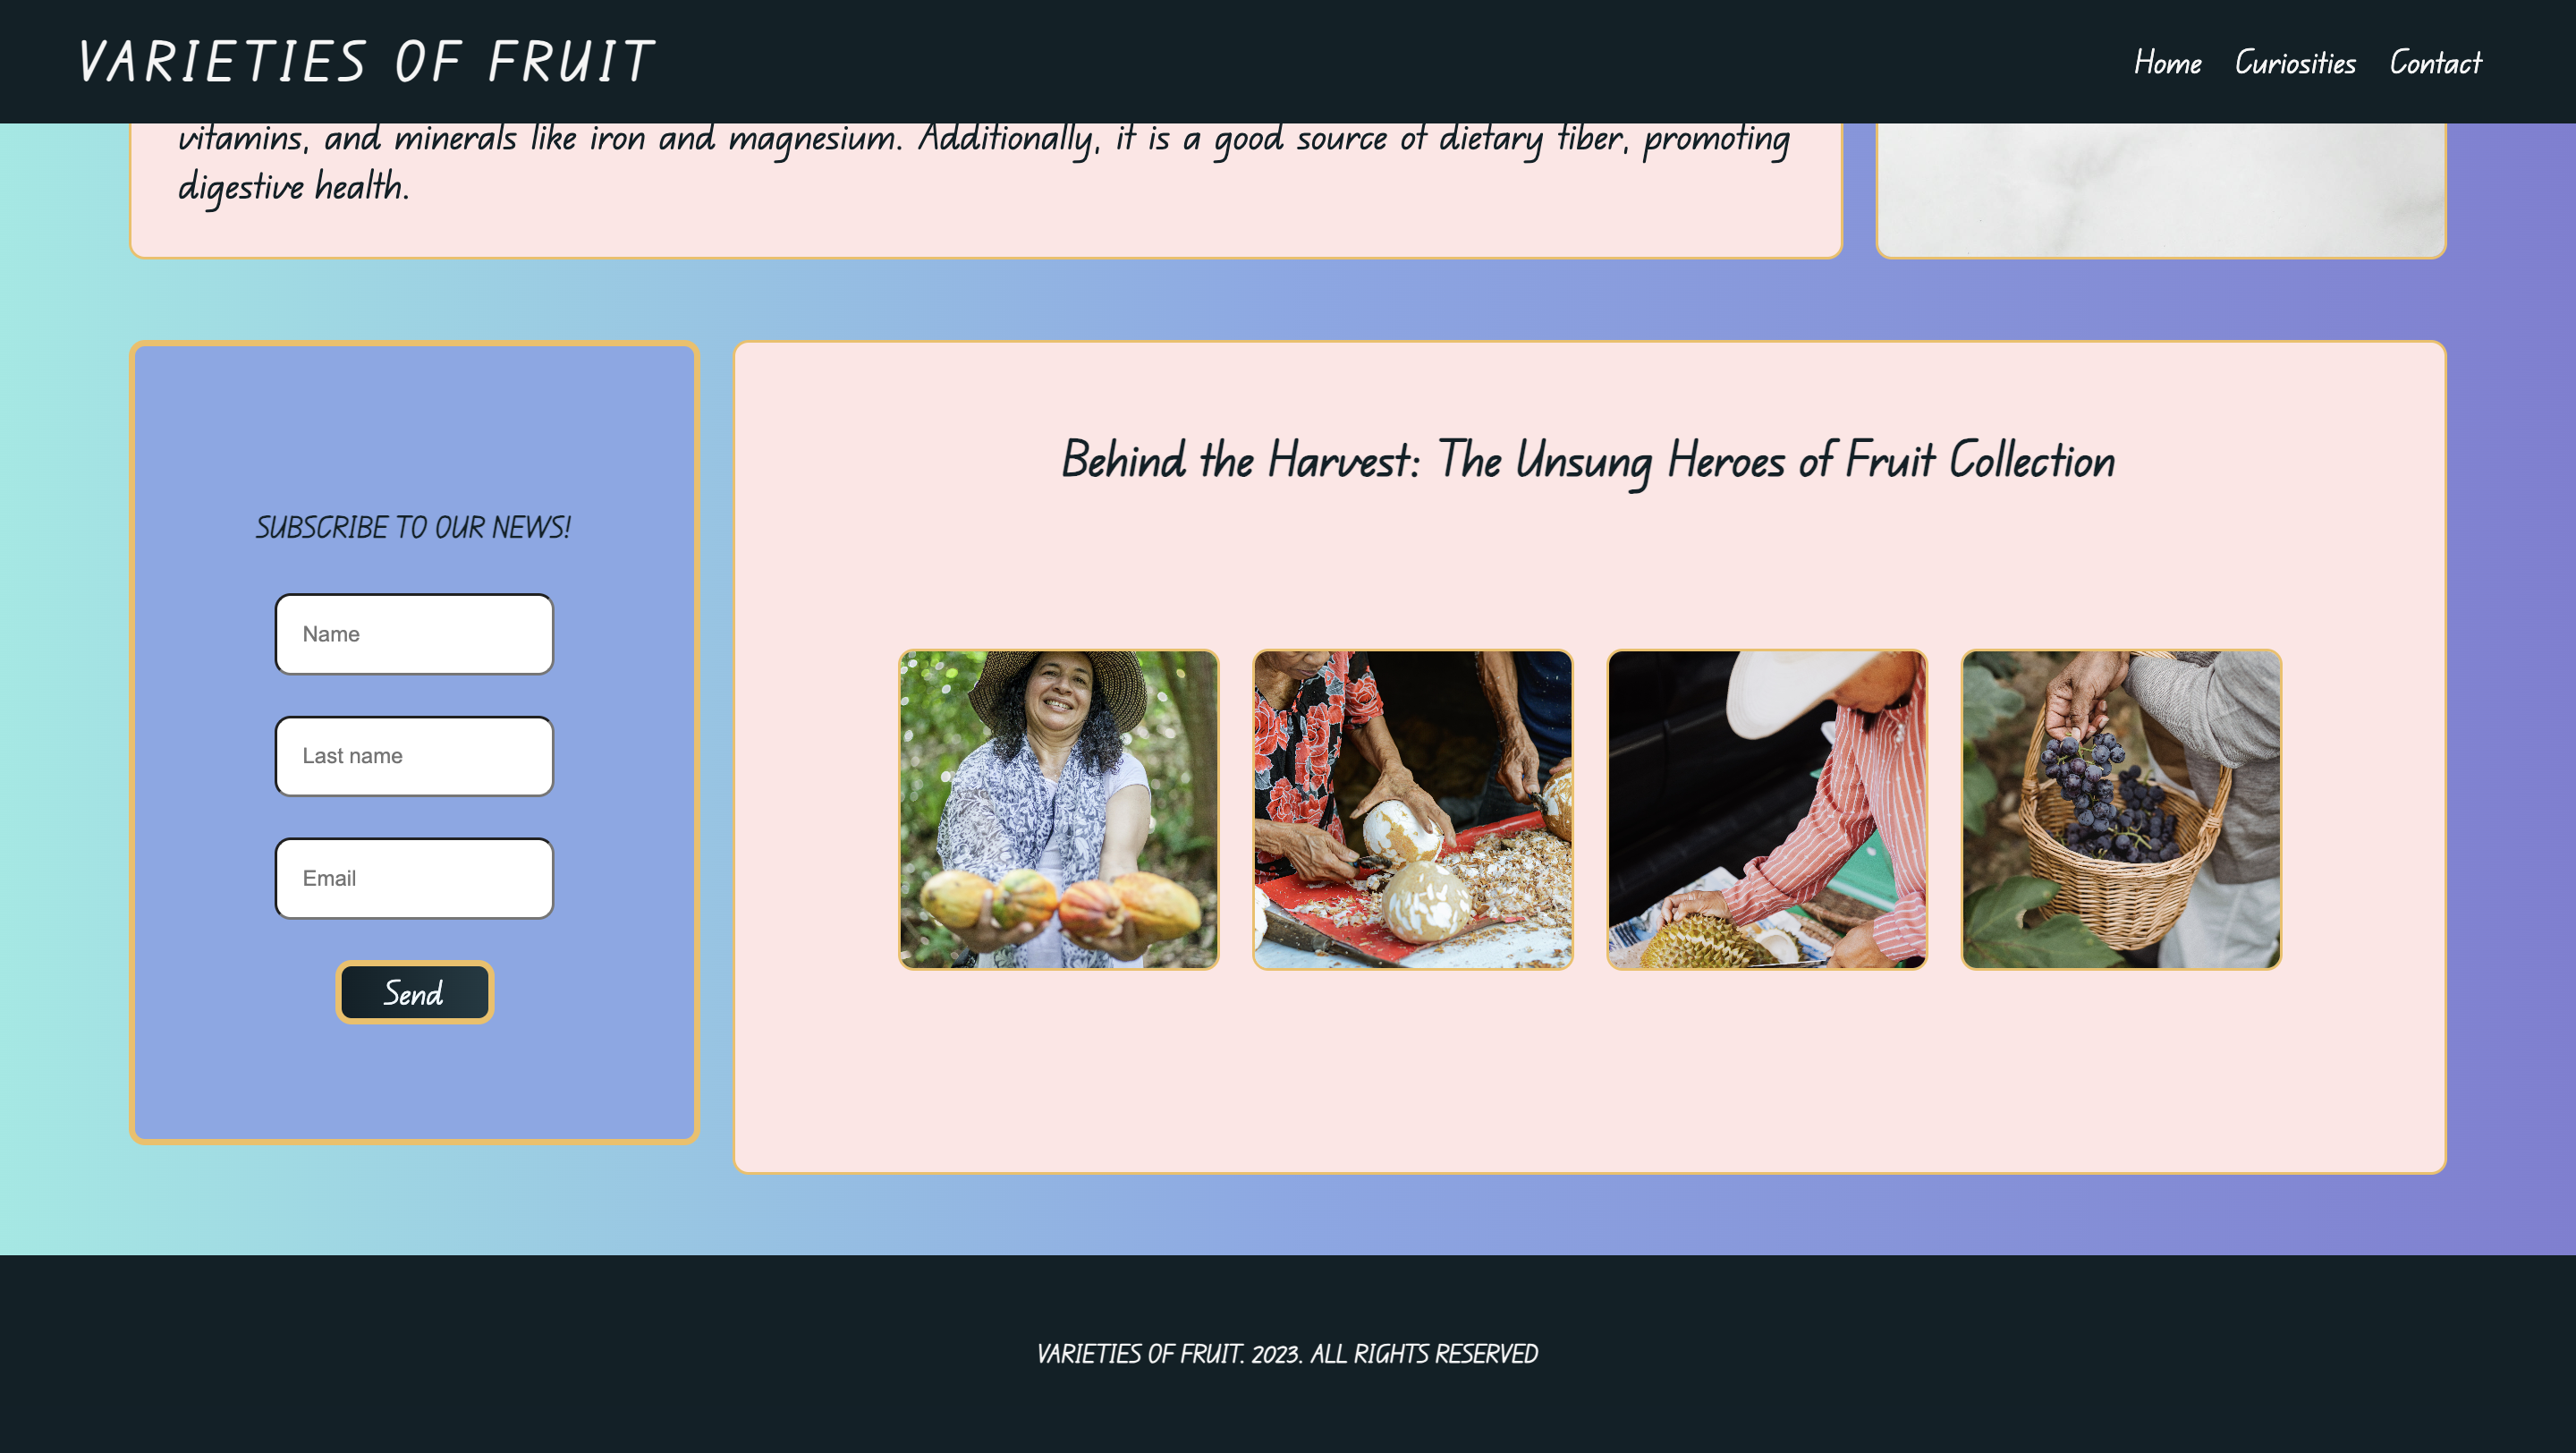 VARIETIES OF FRUIT
Home Curiosities Contact
vitamins, and minerals like iron and magnesium. Additionally, it is a good source of dietary fiber, promoting
digestive health.
SUBSCRIBE TO OUR NEWS!
Name
Last name
Email
Send
Behind the Harvest: The Unsung Heroes of Fruit Collection
VARIETIES OF FRUIT. 2023. ALL RIGHTS RESERVED